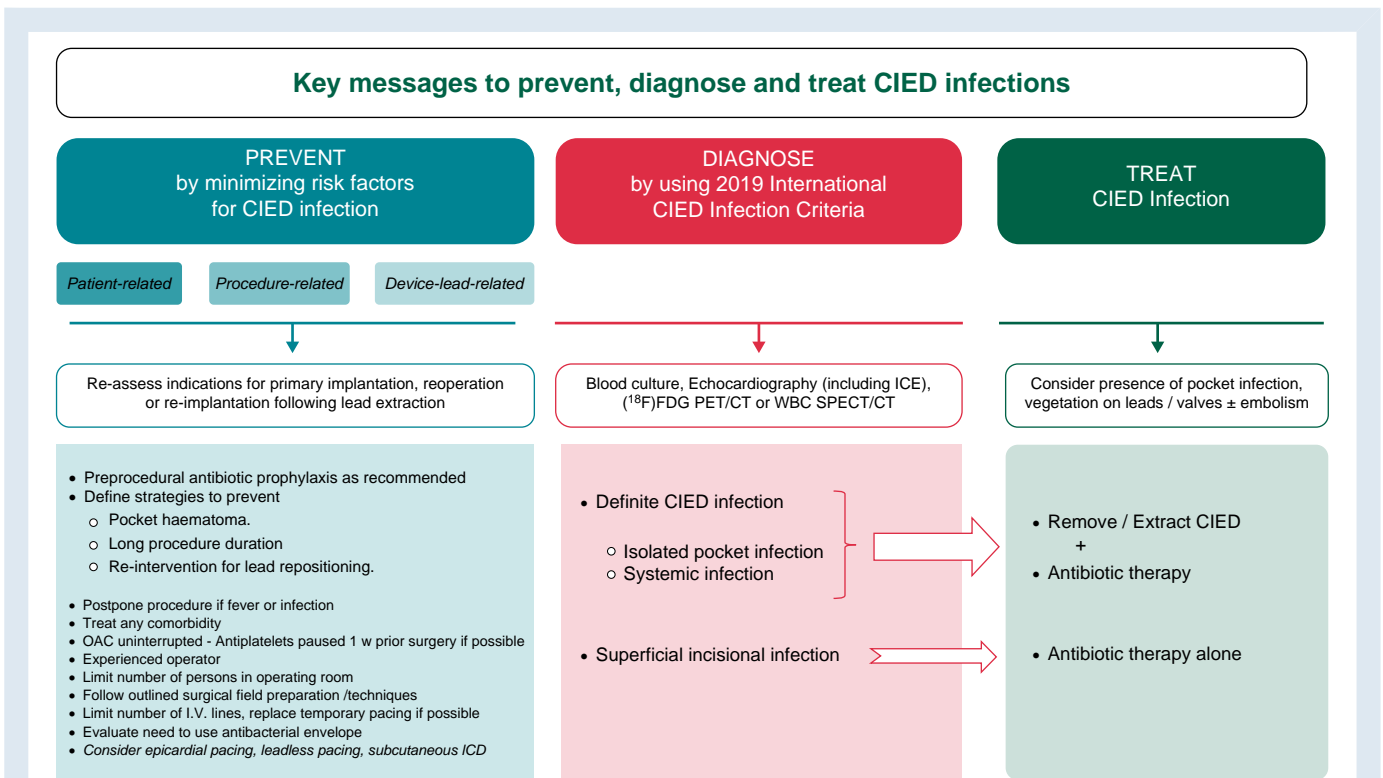 Key messages to prevent, diagnose and treat CIED infections
PREVENT
by minimizing risk factors
for CIED infection
Patient-related
Procedure-related
Device-lead-related
Re-assess indications for primary implantation, reoperation
or re-implantation following lead extraction
• Preprocedural antibiotic prophylaxis as recommended
• Define strategies to prevent
○ Pocket haematoma.
○ Long procedure duration
○ Re-intervention for lead repositioning.
• Postpone procedure if fever or infection
• Treat any comorbidity
• OAC uninterrupted - Antiplatelets paused 1 w prior surgery if possible
• Experienced operator
• Limit number of persons in operating room
• Follow outlined surgical field preparation /techniques
• Limit number of I.V. lines, replace temporary pacing if possible
• Evaluate need to use antibacterial envelope
• Consider epicardial pacing, leadless pacing, subcutaneous ICD
DIAGNOSE
by using 2019 International
CIED Infection Criteria
Blood culture, Echocardiography (including ICE),
(¹⁸F)FDG PET/CT or WBC SPECT/CT
• Definite CIED infection
○ Isolated pocket infection
○ Systemic infection
• Superficial incisional infection
TREAT
CIED Infection
Consider presence of pocket infection,
vegetation on leads / valves ± embolism
• Remove / Extract CIED
+
• Antibiotic therapy
• Antibiotic therapy alone